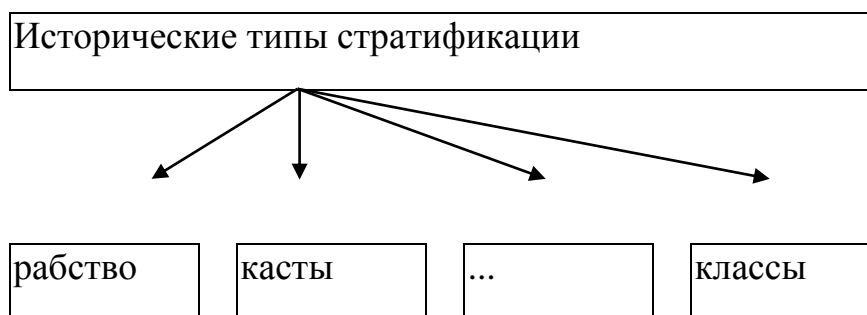 Исторические типы стратификации
рабство
касты
...
классы